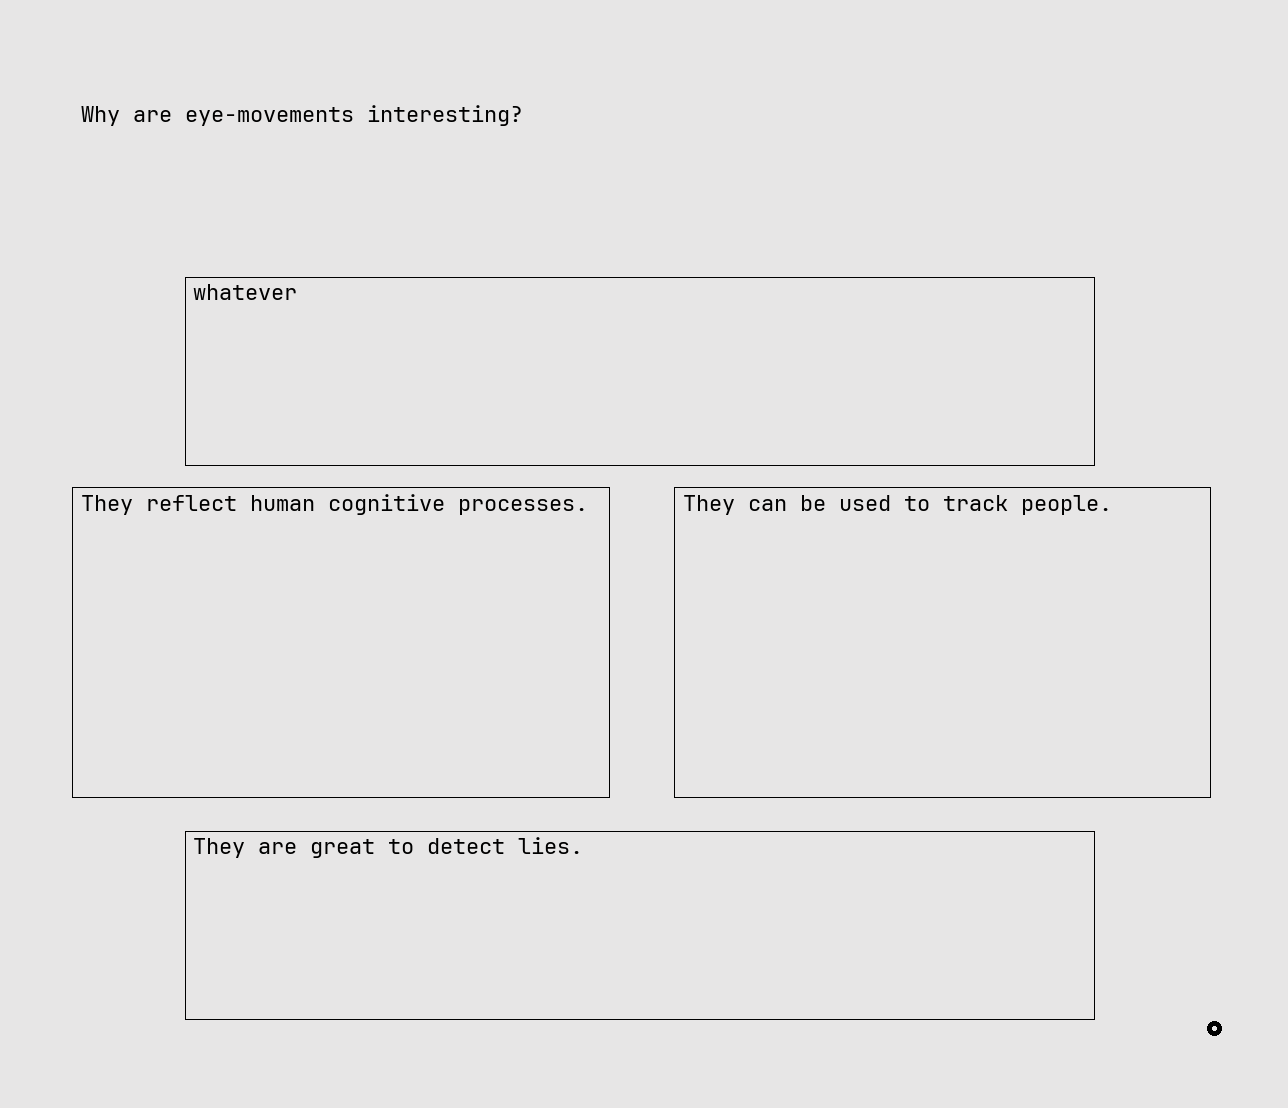 Why are eye-movements interesting?
whatever
They reflect human cognitive processes.
They can be used to track people.
They are great to detect lies.